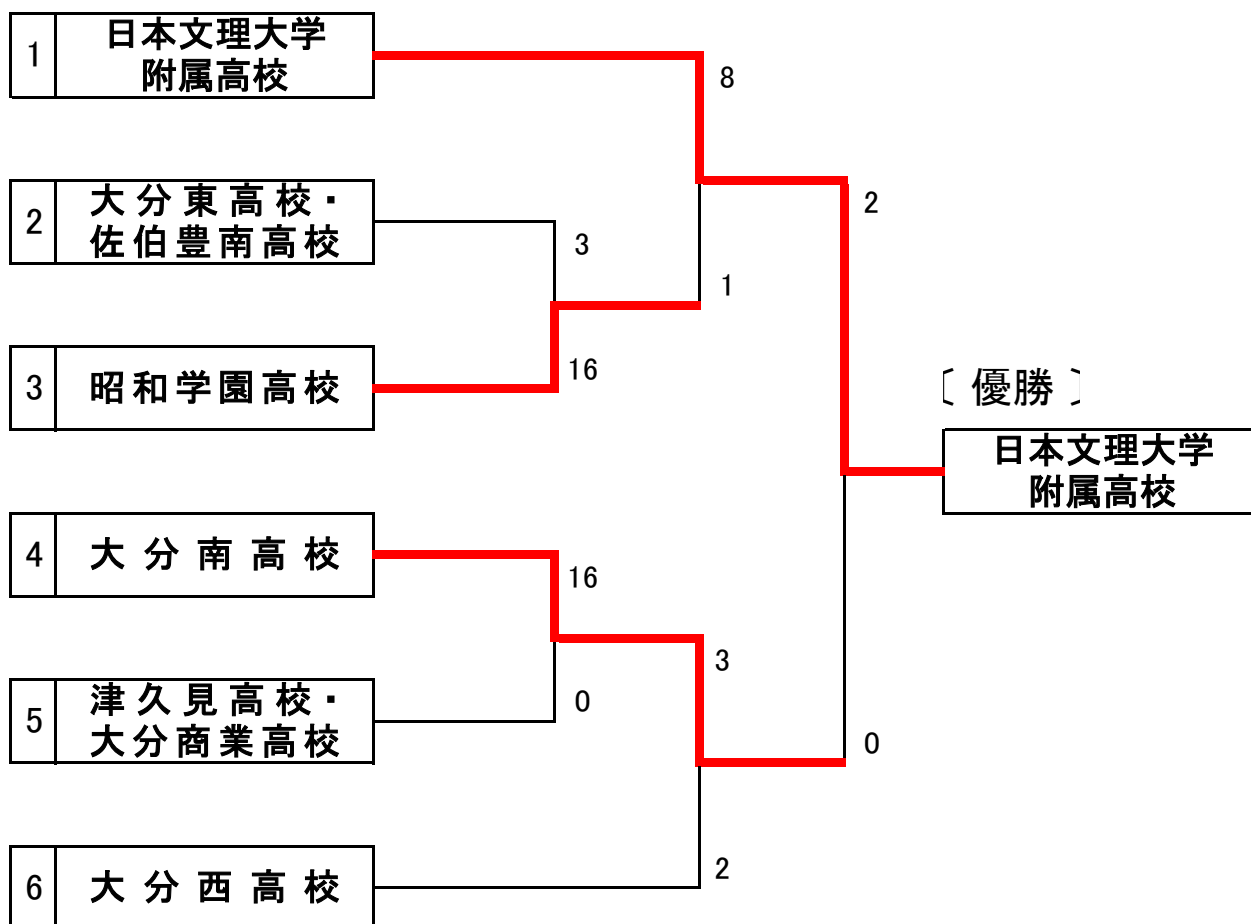 1
日本文理大学
附属高校
8
2
大分東高校・
佐伯豊南高校
3
2
1
3
昭和学園高校
16
〔 優勝 〕
日本文理大学
附属高校
4
大分南高校
16
3
5
津久見高校・
大分商業高校
0
0
6
大分西高校
2